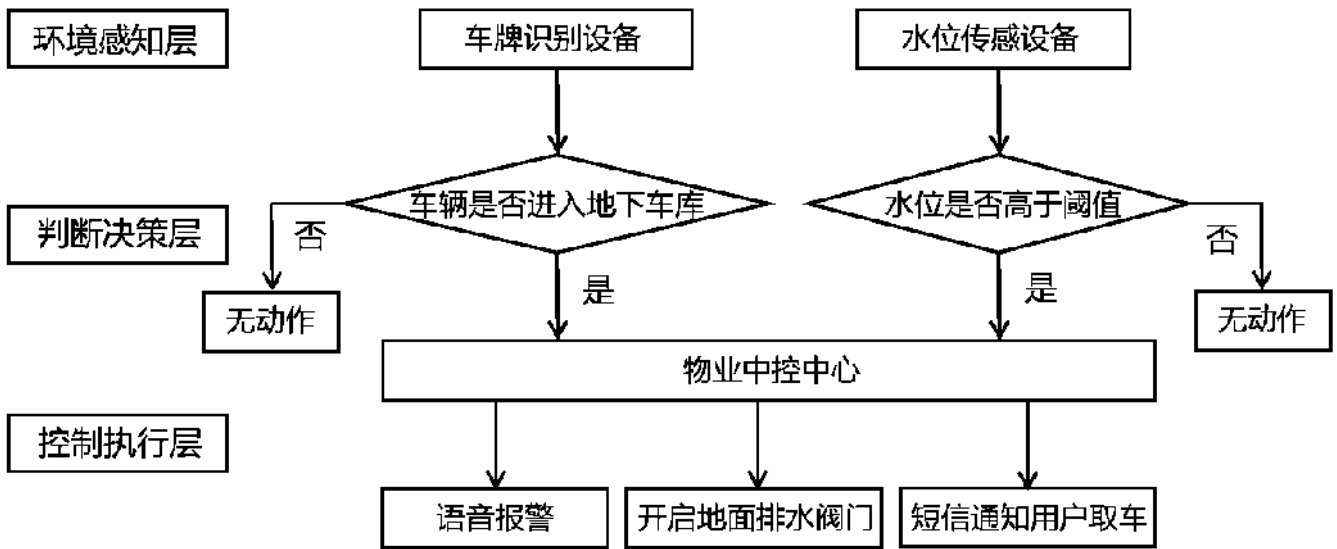 环境感知层
车牌识别设备
水位传感设备
判断决策层
车辆是否进入地下车库
水位是否高于阈值
否
是
是
否
无动作
无动作
物业中控中心
控制执行层
语音报警
开启地面排水阀门
短信通知用户取车